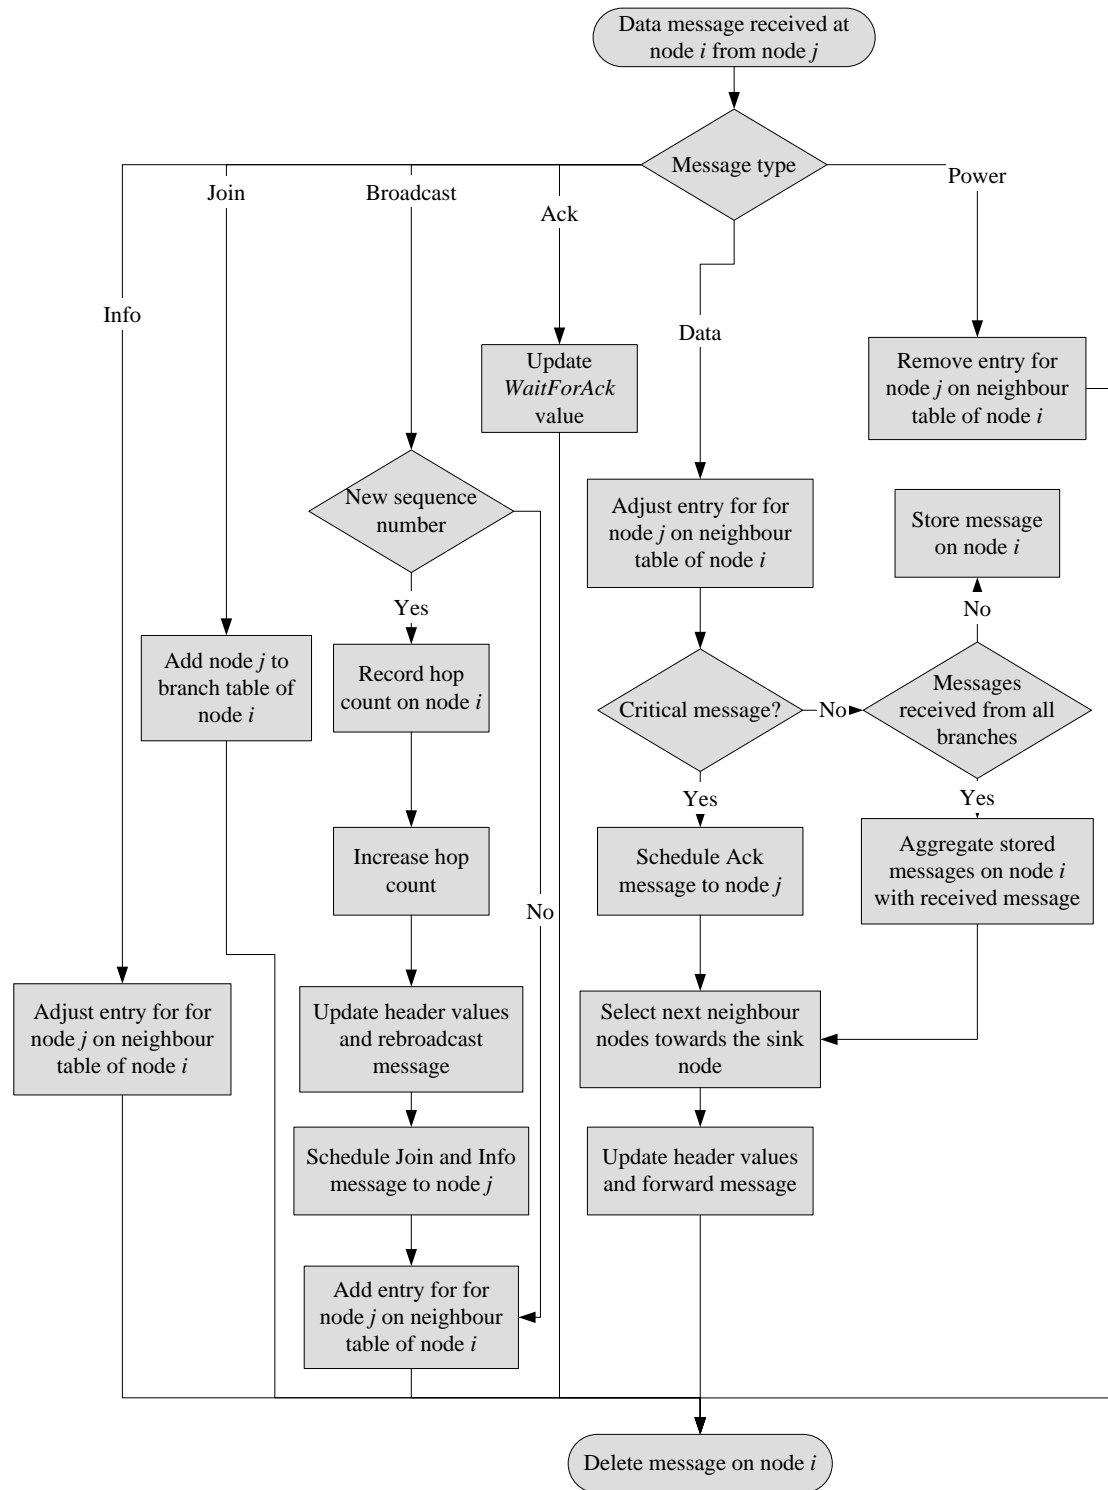 Data message received at
node i from node j
Message type
Power
Join
Broadcast
Ack
Info
Data
Update
WaitForAck
value
Remove entry for
node j on neighbour
table of node i
New sequence
number
Adjust entry for for
node j on neighbour
table of node i
Store message
on node i
Yes
No
Add node j to
branch table of
node i
Record hop
count on node i
Critical message?
No
Messages
received from all
branches
Yes
Yes
Increase hop
count
Schedule Ack
message to node j
Aggregate stored
messages on node i
with received message
No
Adjust entry for for
node j on neighbour
table of node i
Update header values
and rebroadcast
message
Select next neighbour
nodes towards the sink
node
Schedule Join and Info
message to node j
Update header values
and forward message
Add entry for for
node j on neighbour
table of node i
Delete message on node i